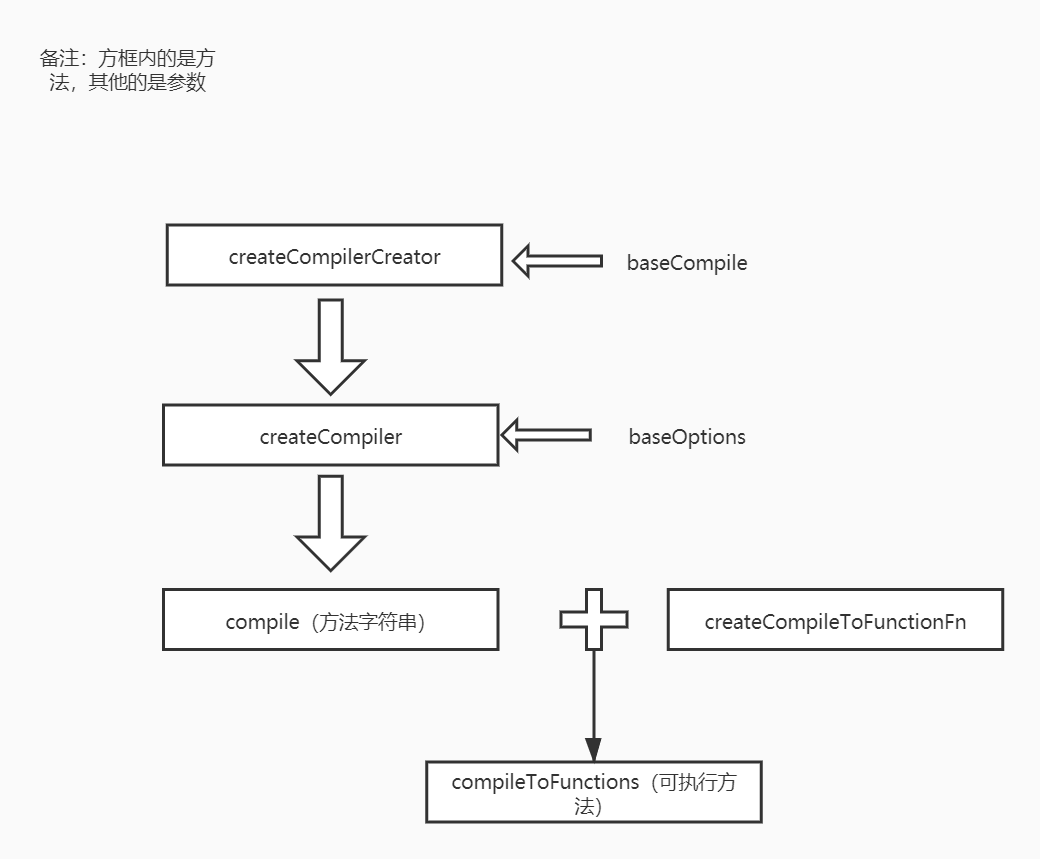 备注：方框内的是方
法，其他的是参数
createCompilerCreator
baseCompile
createCompiler
baseOptions
compile（方法字符串）
createCompileToFunctionFn
compileToFunctions（可执行方
法）